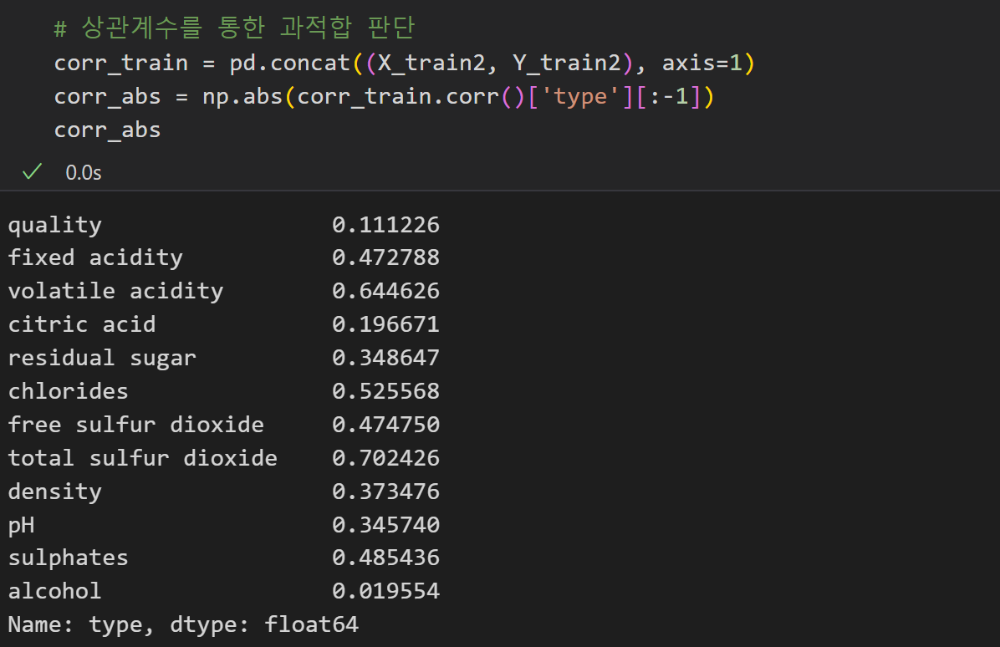 # 상관계수를 통한 과적합 판단
corr_train = pd.concat((X_train2, Y_train2), axis=1)
corr_abs = np.abs(corr_train.corr()['type'][:-1])
corr_abs
0.0s
quality 0.111226
fixed acidity 0.472788
volatile acidity 0.644626
citric acid 0.196671
residual sugar 0.348647
chlorides 0.525568
free sulfur dioxide 0.474750
total sulfur dioxide 0.702426
density 0.373476
pH 0.345740
sulphates 0.485436
alcohol 0.019554
Name: type, dtype: float64